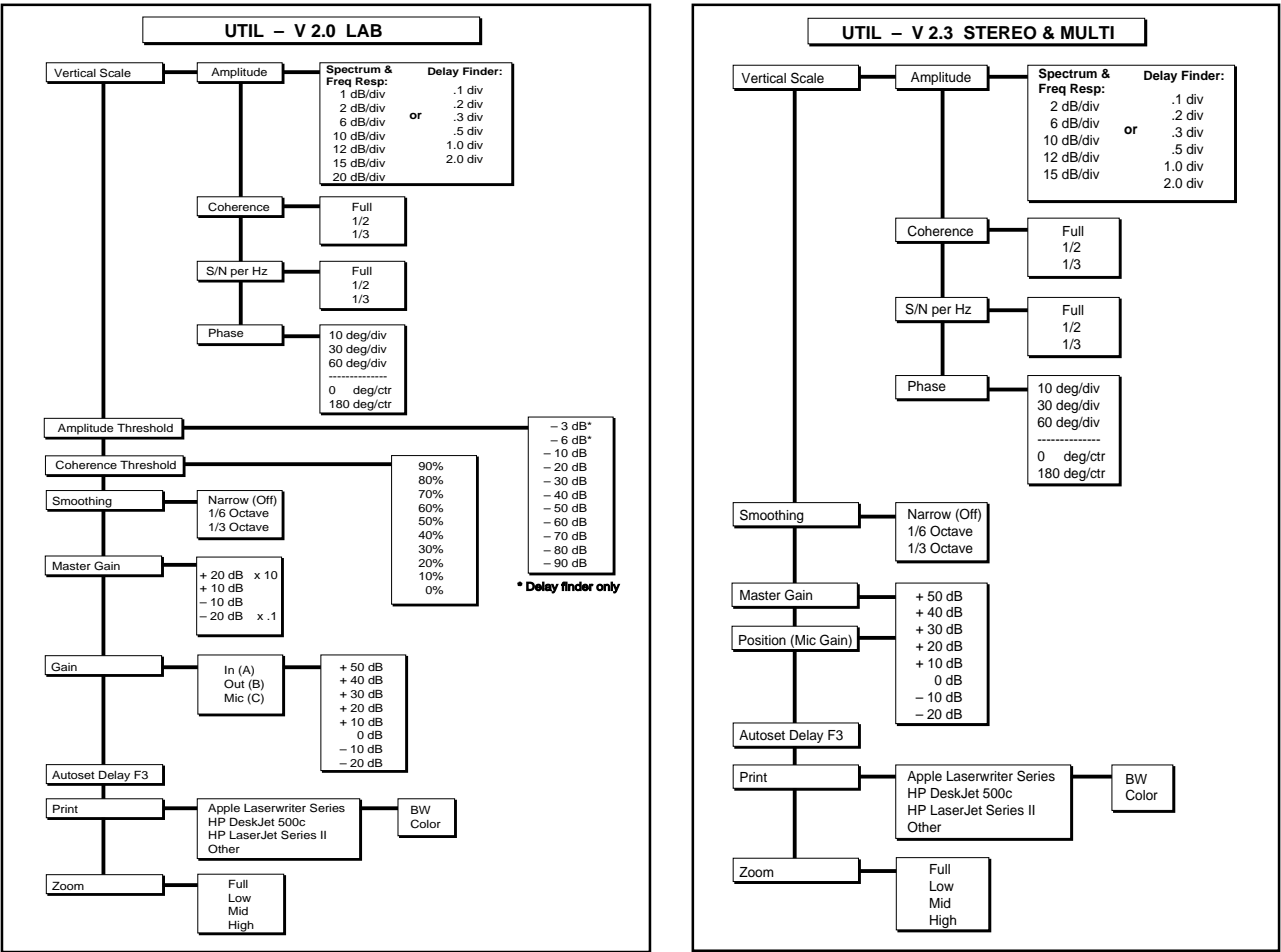 UTIL – V 2.0 LAB
Vertical Scale
Amplitude
Spectrum &
Freq Resp:
1 dB/div
2 dB/div
6 dB/div
10 dB/div
12 dB/div
15 dB/div
20 dB/div
or
Delay Finder:
.1 div
.2 div
.3 div
.5 div
1.0 div
2.0 div
Coherence
Full
1/2
1/3
S/N per Hz
Full
1/2
1/3
Phase
10 deg/div
30 deg/div
60 deg/div
--------------
0 deg/ctr
180 deg/ctr
Amplitude Threshold
– 3 dB*
– 6 dB*
– 10 dB
– 20 dB
– 30 dB
– 40 dB
– 50 dB
– 60 dB
– 70 dB
– 80 dB
– 90 dB
* Delay finder only
Coherence Threshold
90%
80%
70%
60%
50%
40%
30%
20%
10%
0%
Smoothing
Narrow (Off)
1/6 Octave
1/3 Octave
Master Gain
+ 20 dB x 10
+ 10 dB
– 10 dB
– 20 dB x .1
Gain
In (A)
Out (B)
Mic (C)
+ 50 dB
+ 40 dB
+ 30 dB
+ 20 dB
+ 10 dB
0 dB
– 10 dB
– 20 dB
Autoset Delay F3
Print
Apple Laserwriter Series
HP DeskJet 500c
HP LaserJet Series II
Other
BW
Color
Zoom
Full
Low
Mid
High
UTIL – V 2.3 STEREO & MULTI
Vertical Scale
Amplitude
Spectrum &
Freq Resp:
2 dB/div
6 dB/div
10 dB/div
12 dB/div
15 dB/div
or
Delay Finder:
.1 div
.2 div
.3 div
.5 div
1.0 div
2.0 div
Coherence
Full
1/2
1/3
S/N per Hz
Full
1/2
1/3
Phase
10 deg/div
30 deg/div
60 deg/div
--------------
0 deg/ctr
180 deg/ctr
Smoothing
Narrow (Off)
1/6 Octave
1/3 Octave
Master Gain
Position (Mic Gain)
+ 50 dB
+ 40 dB
+ 30 dB
+ 20 dB
+ 10 dB
0 dB
– 10 dB
– 20 dB
Autoset Delay F3
Print
Apple Laserwriter Series
HP DeskJet 500c
HP LaserJet Series II
Other
BW
Color
Zoom
Full
Low
Mid
High